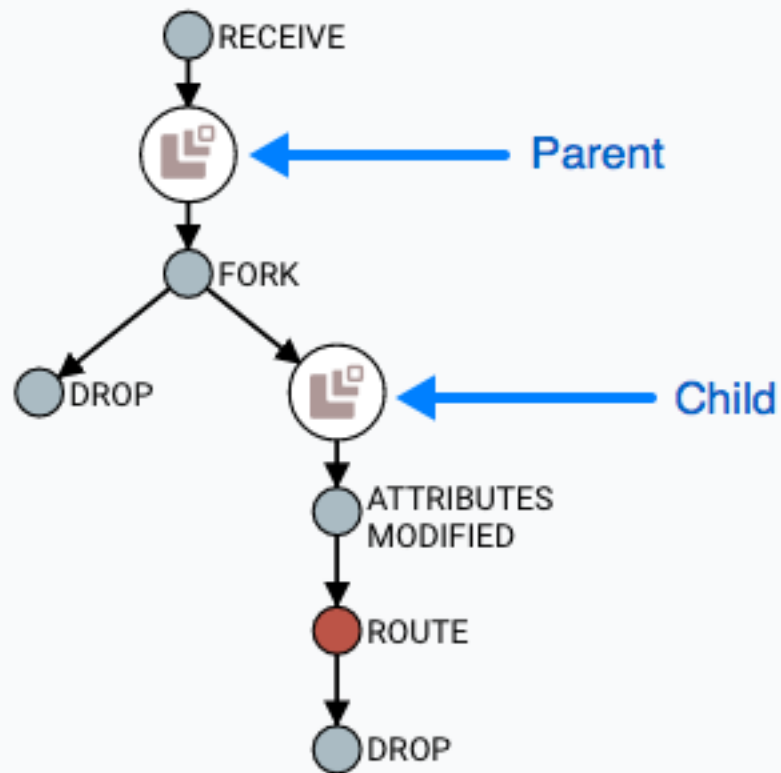 RECEIVE
Parent
FORK
DROP
Child
ATTRIBUTES
MODIFIED
ROUTE
DROP